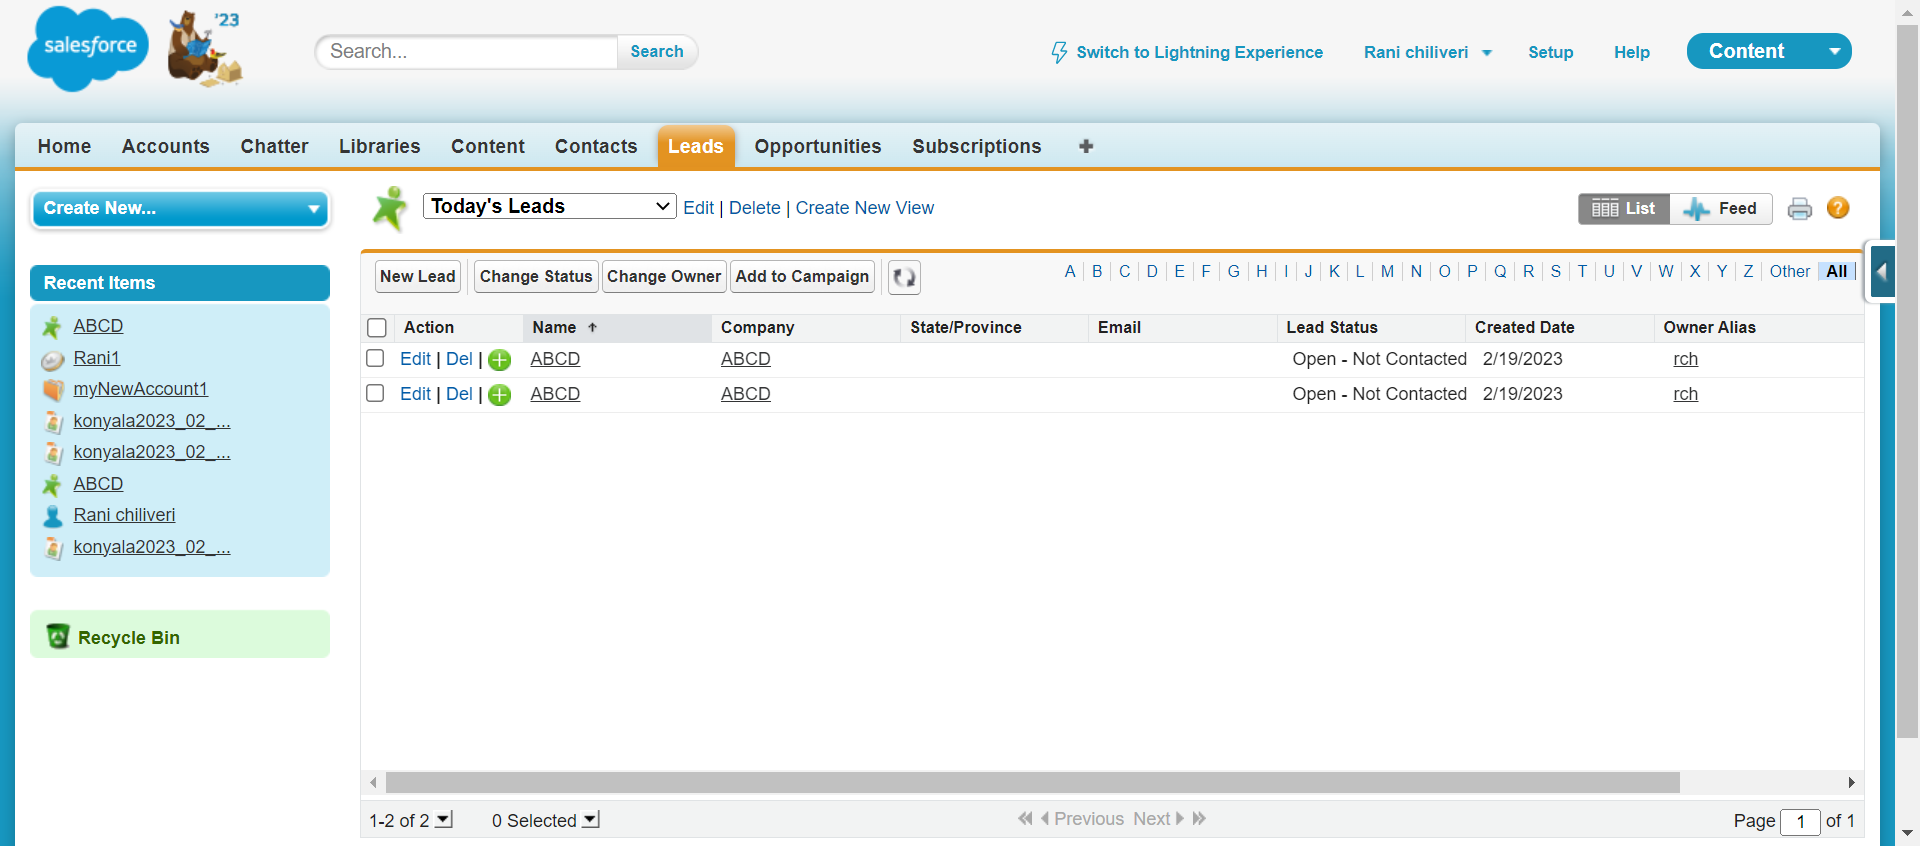 salesforce
'23
Search...
Search
Switch to Lightning Experience
Rani chiliveri
Setup
Help
Content
Home Accounts Chatter Libraries Content Contacts Leads Opportunities Subscriptions
Create New...
Recent Items
ABCD
Rani1
myNewAccount1
konyala2023_02_...
konyala2023_02_...
ABCD
Rani chiliveri
konyala2023_02_...
Recycle Bin
Today's Leads
Edit | Delete | Create New View
List Feed
New Lead Change Status Change Owner Add to Campaign
A | B | C | D | E | F | G | H | I | J | K | L | M | N | O | P | Q | R | S | T | U | V | W | X | Y | Z | Other | All
Action Name Company State/Province Email Lead Status Created Date Owner Alias
Edit | Del | ABCD ABCD Open - Not Contacted 2/19/2023 rch
Edit | Del | ABCD ABCD Open - Not Contacted 2/19/2023 rch
1-2 of 2 0 Selected Previous Next Page 1 of 1